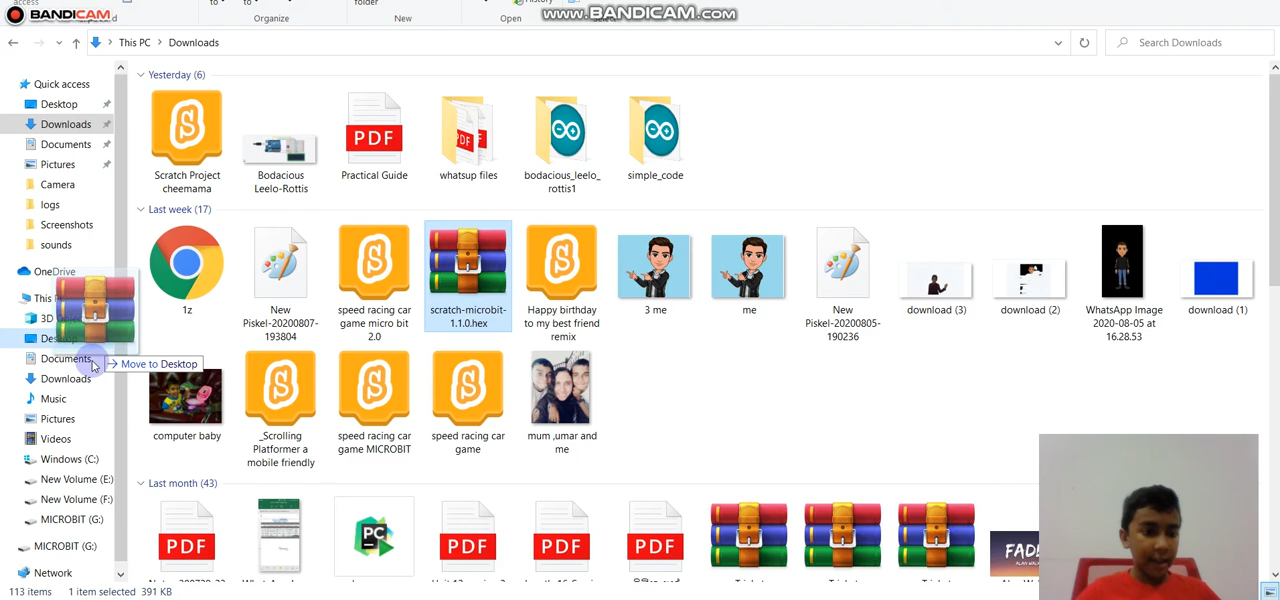 www.BANDICAM.com
BANDICAM
Organize
New
Open
folder
to
This PC > Downloads
Search Downloads
Quick access
Desktop
Downloads
Documents
Pictures
Camera
logs
Screenshots
sounds
OneDrive
This
3D
Documents
Downloads
Music
Pictures
Videos
Windows (C:)
New Volume (E:)
New Volume (F:)
MICROBIT (G:)
MICROBIT (G:)
Network
Move to Desktop
Yesterday (6)
Scratch Project
cheemama
Bodacious
Leelo-Rottis
PDF
Practical Guide
whatsup files
bodacious_leelo_
rottis1
simple_code
Last week (17)
1z
New
Piskel-20200807-
193804
speed racing car
game micro bit
2.0
scratch-microbit-
1.1.0.hex
Happy birthday
to my best friend
remix
3 me
me
New
Piskel-20200805-
190236
download (3)
download (2)
WhatsApp Image
2020-08-05 at
16.28.53
download (1)
computer baby
_Scrolling
Platformer a
mobile friendly
speed racing car
game MICROBIT
speed racing car
game
mum ,umar and
me
Last month (43)
PDF
PC
PDF
PDF
PDF
113 items
1 item selected 391 KB